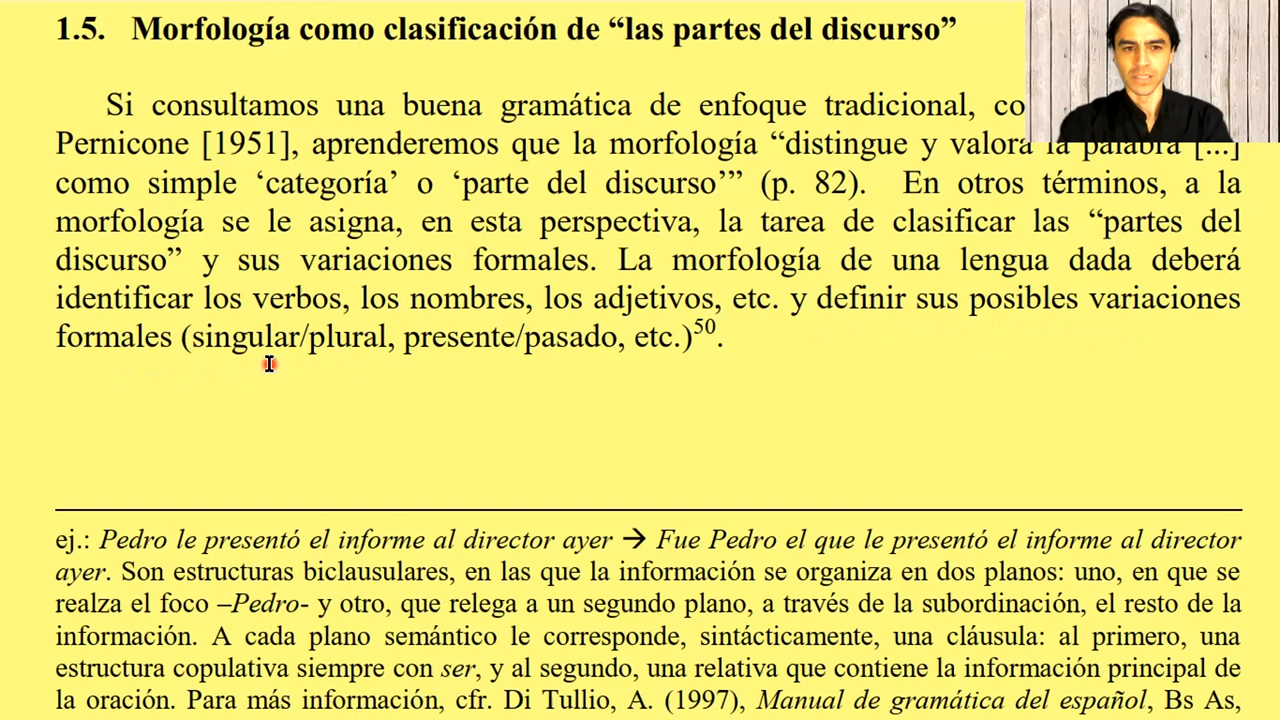 1.5. Morfología como clasificación de “las partes del discurso”
Si consultamos una buena gramática de enfoque tradicional,
Pernicone [1951], aprenderemos que la morfología “distingue y valora la palabra [...]
como simple ‘categoría’ o ‘parte del discurso’” (p. 82). En otros términos, a la
morfología se le asigna, en esta perspectiva, la tarea de clasificar las “partes del
discurso” y sus variaciones formales. La morfología de una lengua dada deberá
identificar los verbos, los nombres, los adjetivos, etc. y definir sus posibles variaciones
formales (singular/plural, presente/pasado, etc.)50.
ej.: Pedro le presentó el informe al director ayer → Fue Pedro el que le presentó el informe al director
ayer. Son estructuras biclausulares, en las que la información se organiza en dos planos: uno, en que se
realza el foco –Pedro- y otro, que relega a un segundo plano, a través de la subordinación, el resto de la
información. A cada plano semántico le corresponde, sintácticamente, una cláusula: al primero, una
estructura copulativa siempre con ser, y al segundo, una relativa que contiene la información principal de
la oración. Para más información, cfr. Di Tullio, A. (1997), Manual de gramática del español, Bs As,